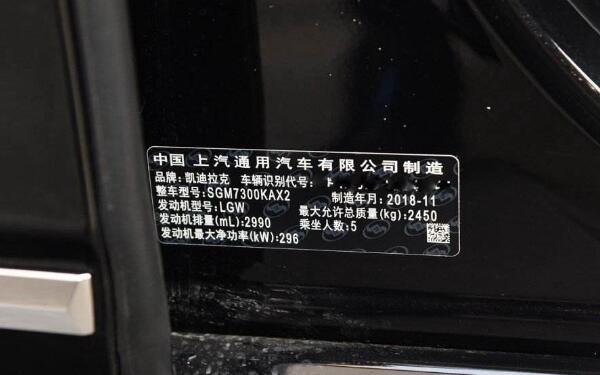 中国 上汽通用汽车有限公司制造
品牌:凯迪拉克 车辆识别代号:
整车型号:SGM7300KAX2 制造年月:2018-11
发动机型号:LGW 最大允许总质量(kg):2450
发动机排量(mL):2990 乘坐人数:5
发动机最大净功率(kW):296